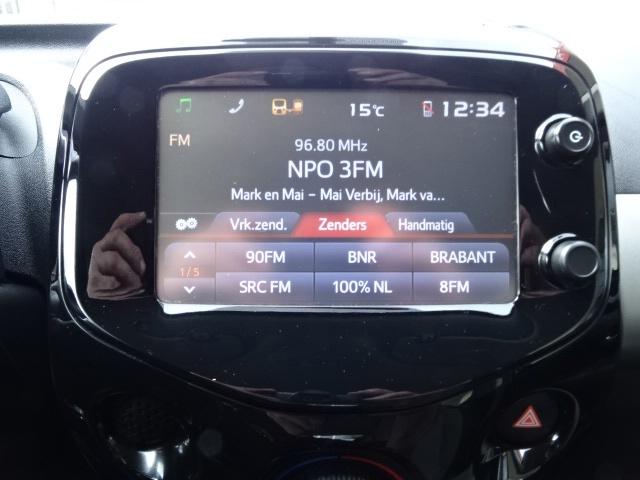 15°C 12:34
FM
96.80 MHz
NPO 3FM
Mark en Mai - Mai Verbij, Mark va...
Vrk.zend. Zenders Handmatig
90FM BNR BRABANT
1/5
SRC FM 100% NL 8FM